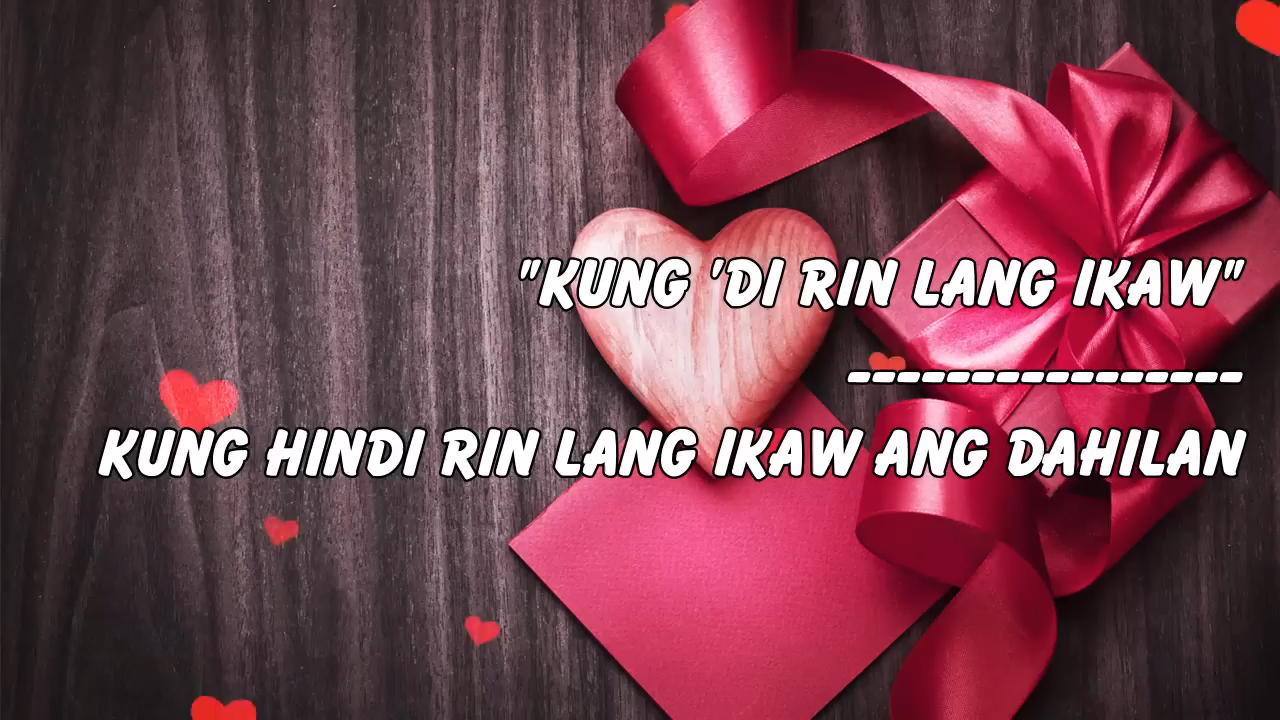 "KUNG 'DI RIN LANG IKAW"
----------------
KUNG HINDI RIN LANG IKAW ANG DAHILAN